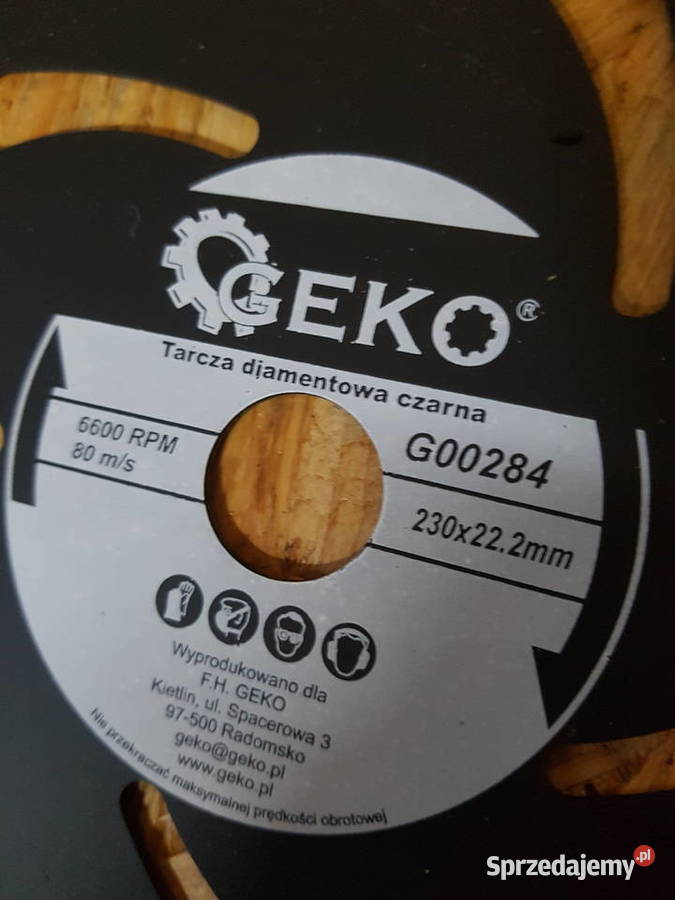 GEKO®
Tarcza diamentowa czarna
6600 RPM
80 m/s
G00284
230x22.2mm
Wyprodukowano dla
F.H. GEKO
Kietlin, ul. Spacerowa 3
97-500 Radomsko
geko@geko.pl
www.geko.pl
Nie przekraczać maksymalnej prędkości obrotowej
Sprzedajemy.pl